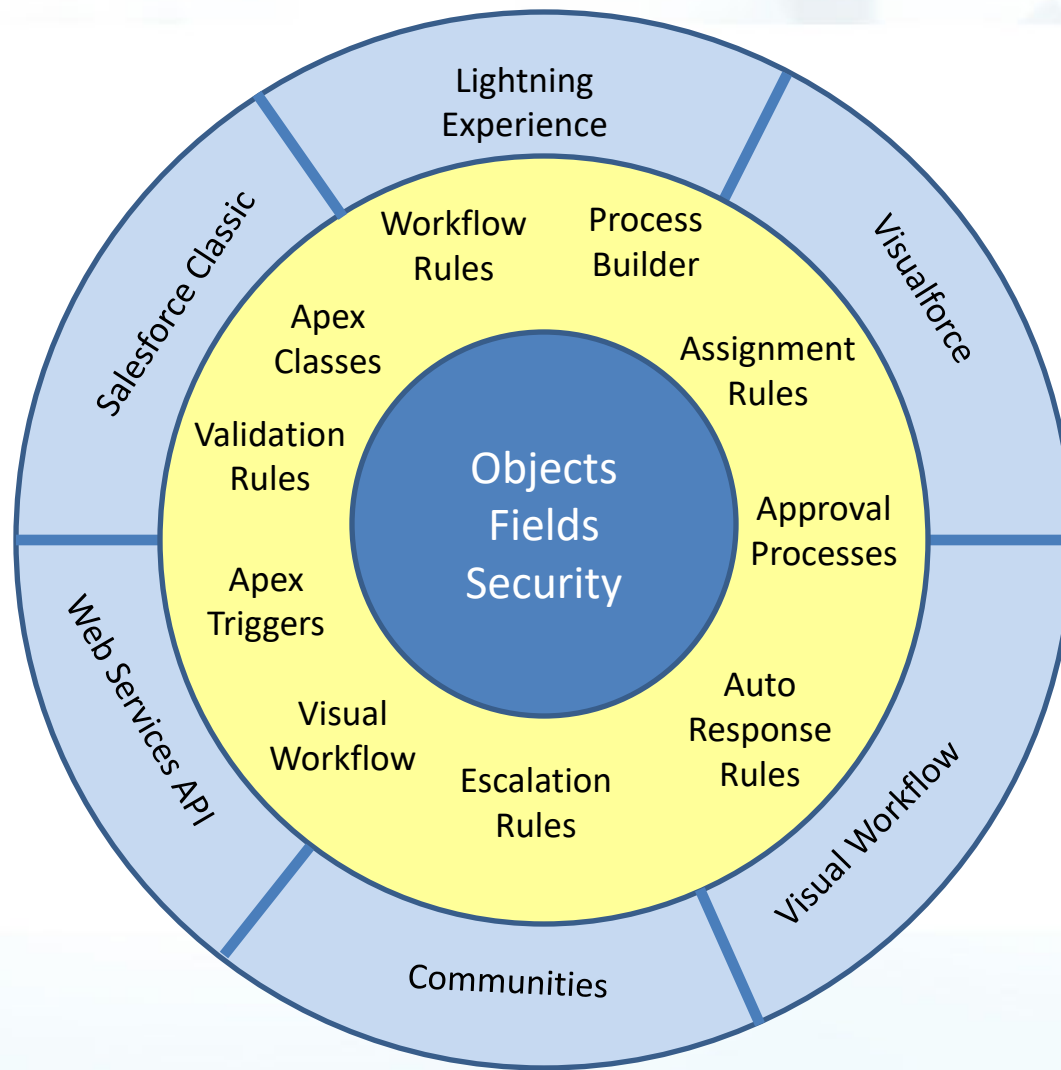 Lightning
Experience
Visualforce
Visual Workflow
Communities
Web Services API
Salesforce Classic
Workflow
Rules
Process
Builder
Assignment
Rules
Approval
Processes
Auto
Response
Rules
Escalation
Rules
Visual
Workflow
Apex
Triggers
Validation
Rules
Apex
Classes
Objects
Fields
Security